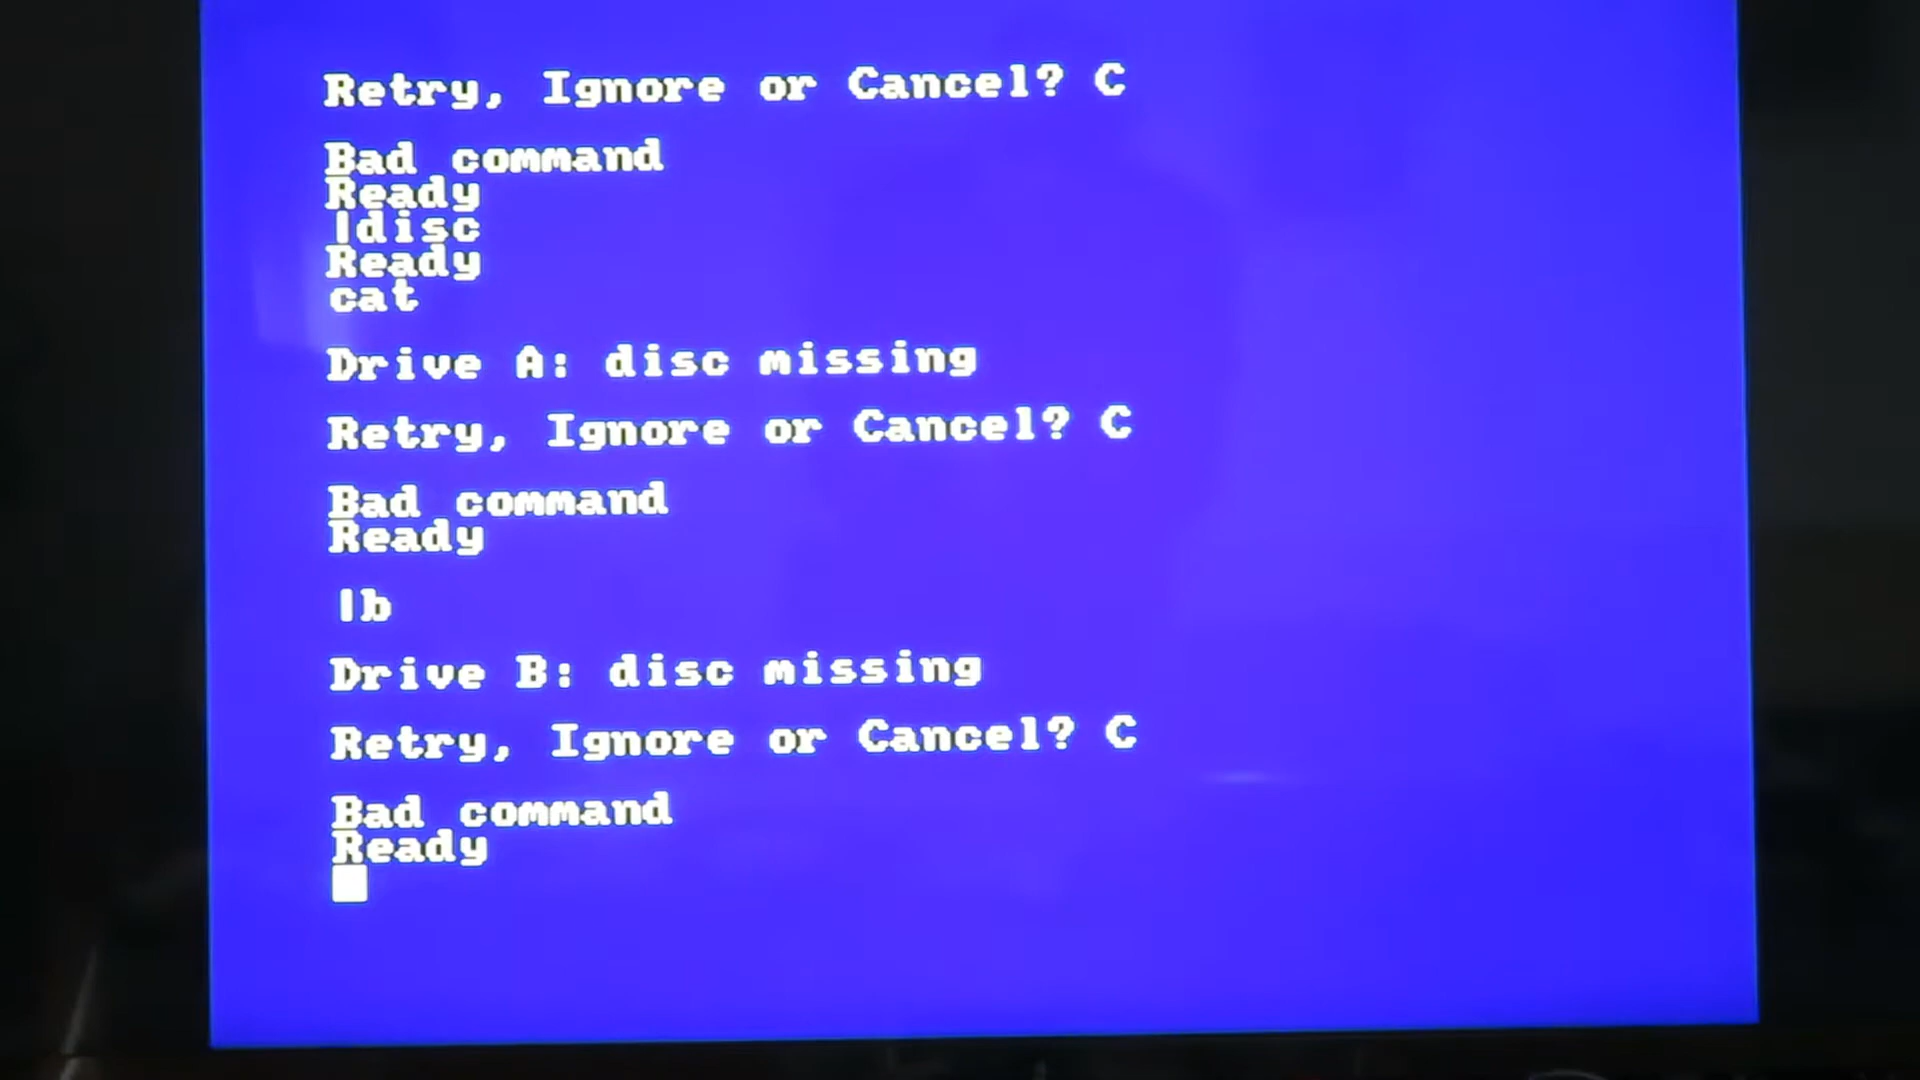 Retry, Ignore or Cancel? C
Bad command
Ready
|disc
Ready
cat
Drive A: disc missing
Retry, Ignore or Cancel? C
Bad command
Ready
|b
Drive B: disc missing
Retry, Ignore or Cancel? C
Bad command
Ready